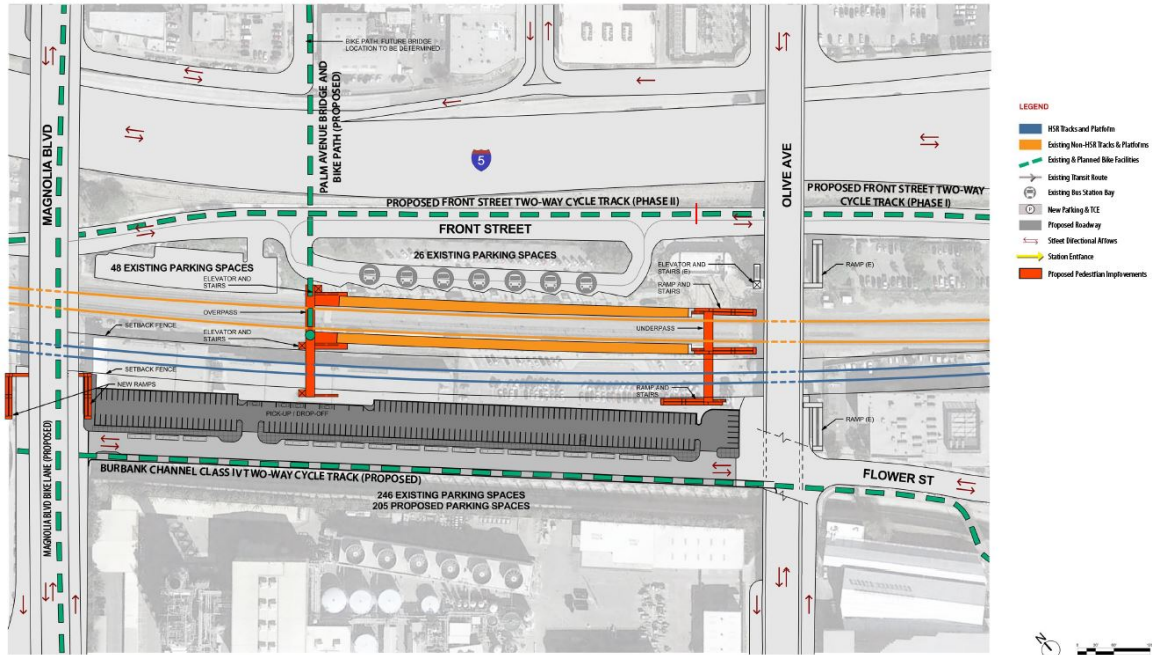 BIKE PATH, FUTURE BRIDGE
LOCATION TO BE DETERMINED
MAGNOLIA BLVD
PALM AVENUE BRIDGE AND
BIKE PATH (PROPOSED)
5
OLIVE AVE
PROPOSED FRONT STREET TWO-WAY CYCLE TRACK (PHASE II)
PROPOSED FRONT STREET TWO-WAY
CYCLE TRACK (PHASE I)
FRONT STREET
48 EXISTING PARKING SPACES
26 EXISTING PARKING SPACES
ELEVATOR AND
STAIRS
ELEVATOR AND
STAIRS (E)
RAMP AND
STAIRS
RAMP (E)
OVERPASS
UNDERPASS
SETBACK FENCE
ELEVATOR AND
STAIRS
SETBACK FENCE
NEW RAMPS
RAMP AND
STAIRS
PICK-UP / DROP-OFF
RAMP (E)
MAGNOLIA BLVD BIKE LANE (PROPOSED)
BURBANK CHANNEL CLASS IV TWO-WAY CYCLE TRACK (PROPOSED)
FLOWER ST
246 EXISTING PARKING SPACES
205 PROPOSED PARKING SPACES
LEGEND
HSR Tracks and Platform
Existing Non-HSR Tracks & Platforms
Existing & Planned Bike Facilities
Existing Transit Route
Existing Bus Station Bay
P
New Parking & TCE
Proposed Roadway
Street Directional Arrows
Station Entrance
Proposed Pedestrian Improvements
N